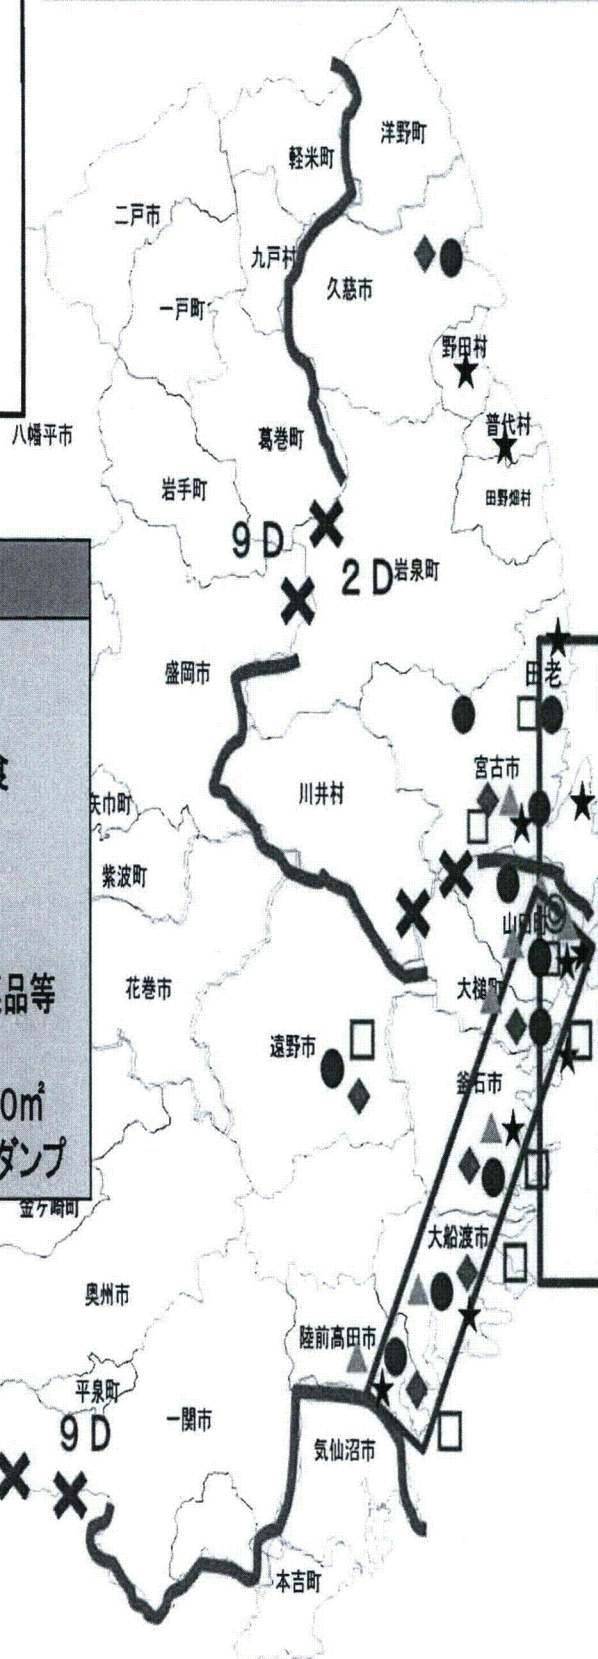 洋野町
軽米町
二戸市
九戸村
久慈市
一戸町
野田村
普代村
八幡平市
葛巻町
岩手町
田野畑村
9D
2D
岩泉町
盛岡市
田老
食
宮古市
川井村
矢巾町
紫波町
山田町
花巻市
大槌町
品等
遠野市
釜石市
0㎡
ダンプ
金ヶ崎町
大船渡市
奥州市
陸前高田市
平泉町
一関市
9D
気仙沼市
本吉町